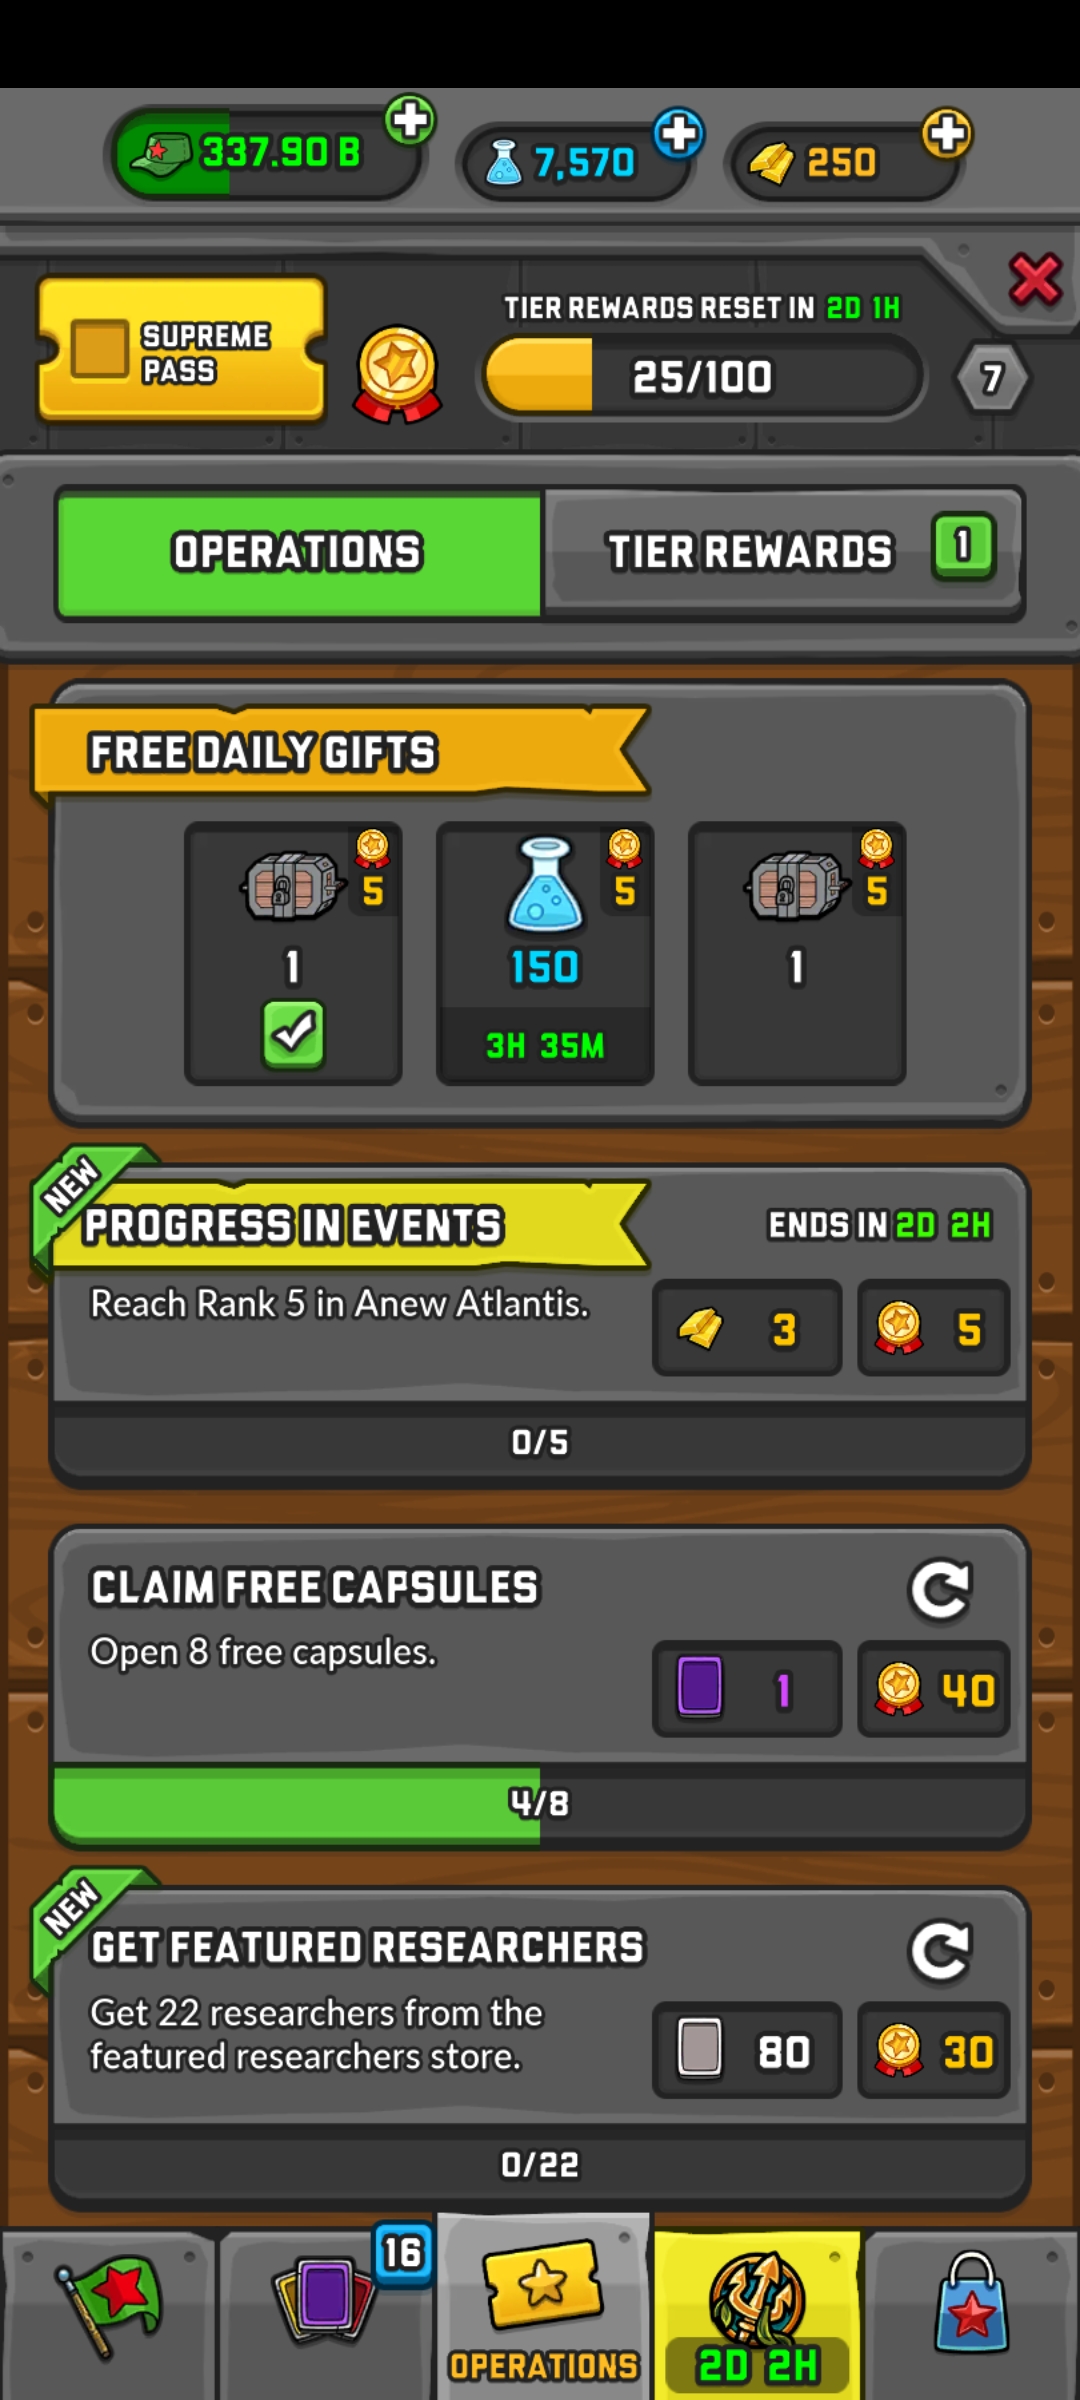 337.90 B
7,570
250
SUPREME
PASS
TIER REWARDS RESET IN 2D 1H
25/100
7
OPERATIONS
TIER REWARDS
1
FREE DAILY GIFTS
5
5
5
1
150
1
3H 35M
NEW
PROGRESS IN EVENTS
ENDS IN 2D 2H
Reach Rank 5 in Anew Atlantis.
3
5
0/5
CLAIM FREE CAPSULES
Open 8 free capsules.
1
40
4/8
NEW
GET FEATURED RESEARCHERS
Get 22 researchers from the
featured researchers store.
80
30
0/22
16
OPERATIONS
2D 2H